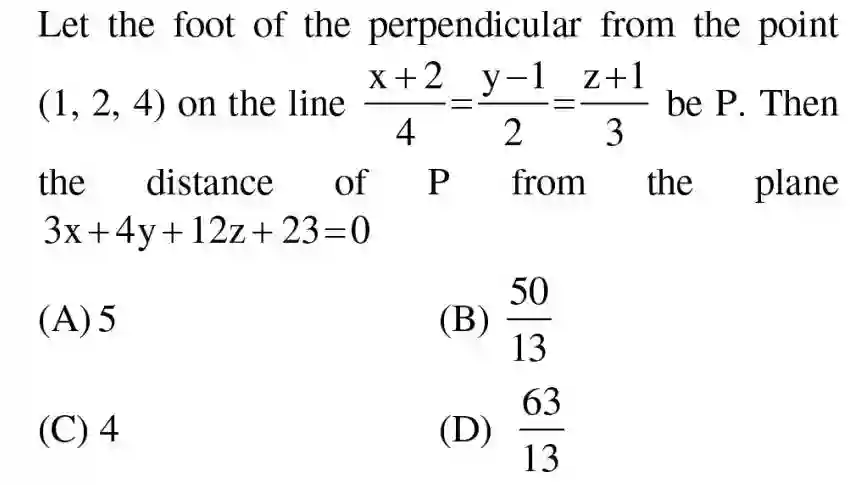 Let the foot of the perpendicular from the point
(1, 2, 4) on the line \frac{x+2}{4}=\frac{y-1}{2}=\frac{z+1}{3} be P. Then
the distance of P from the plane
3x+4y+12z+23=0
(A) 5 (B) \frac{50}{13}
(C) 4 (D) \frac{63}{13}